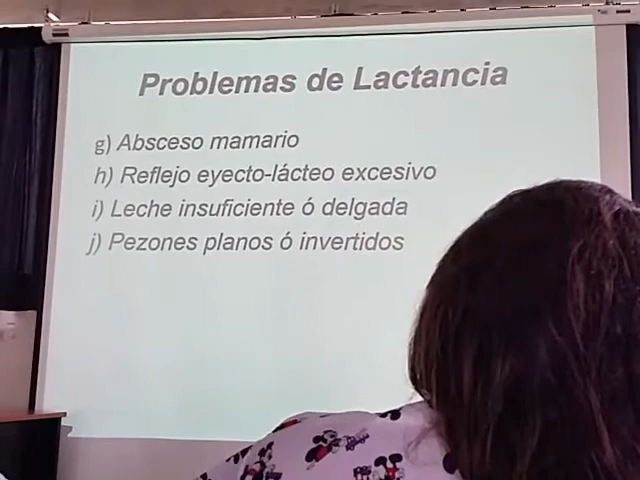 Problemas de Lactancia
g) Absceso mamario
h) Reflejo eyecto-lácteo excesivo
i) Leche insuficiente ó delgada
j) Pezones planos ó invertidos